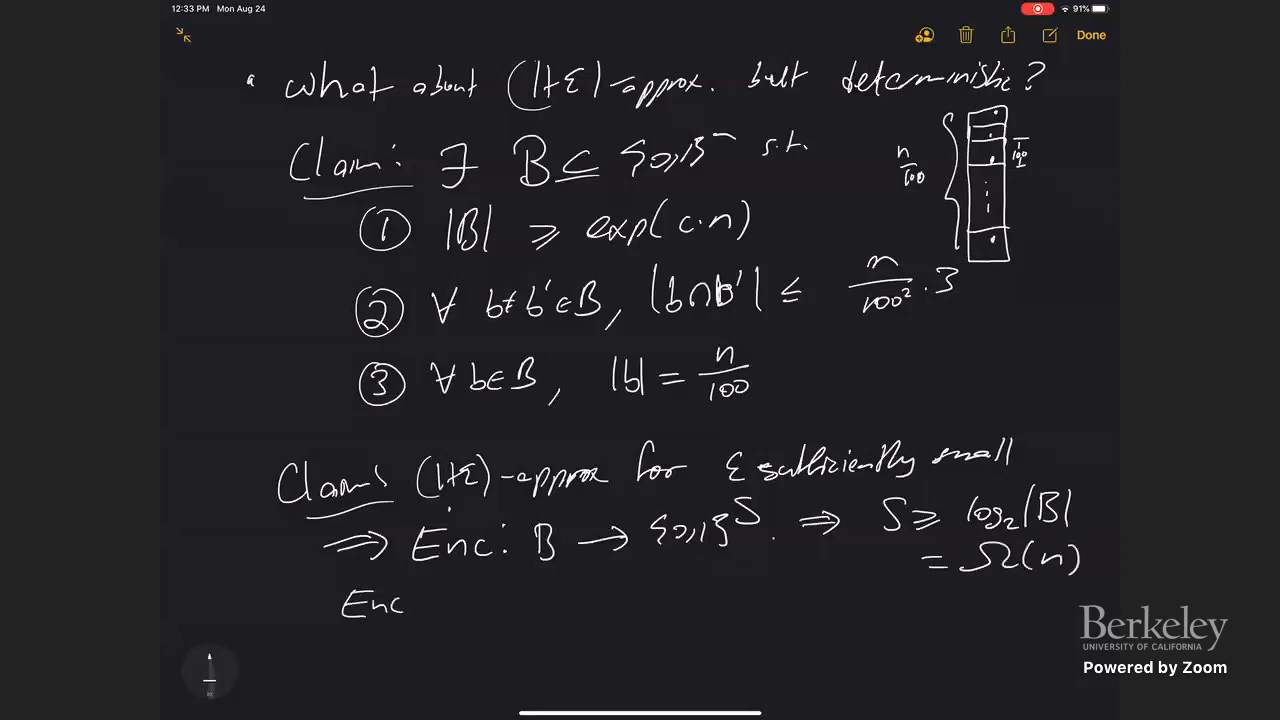 12:33 PM Mon Aug 24
91%
Done
• What about (1+ε)-approx. but deterministic?
Claim: ∃ B ⊆ {0,1}ⁿ s.t.
n/100
1/100
① |B| ≥ exp(c·n)
② ∀ b≠b'∈B, |b∩b'| ≤ n/100² · 3
③ ∀ b∈B, |b| = n/100
Claim: (1+ε)-approx for ε sufficiently small
⇒ Enc: B → {0,1}^S. ⇒ S ≥ log₂|B|
= Ω(n)
Enc
Berkeley
UNIVERSITY OF CALIFORNIA
Powered by Zoom